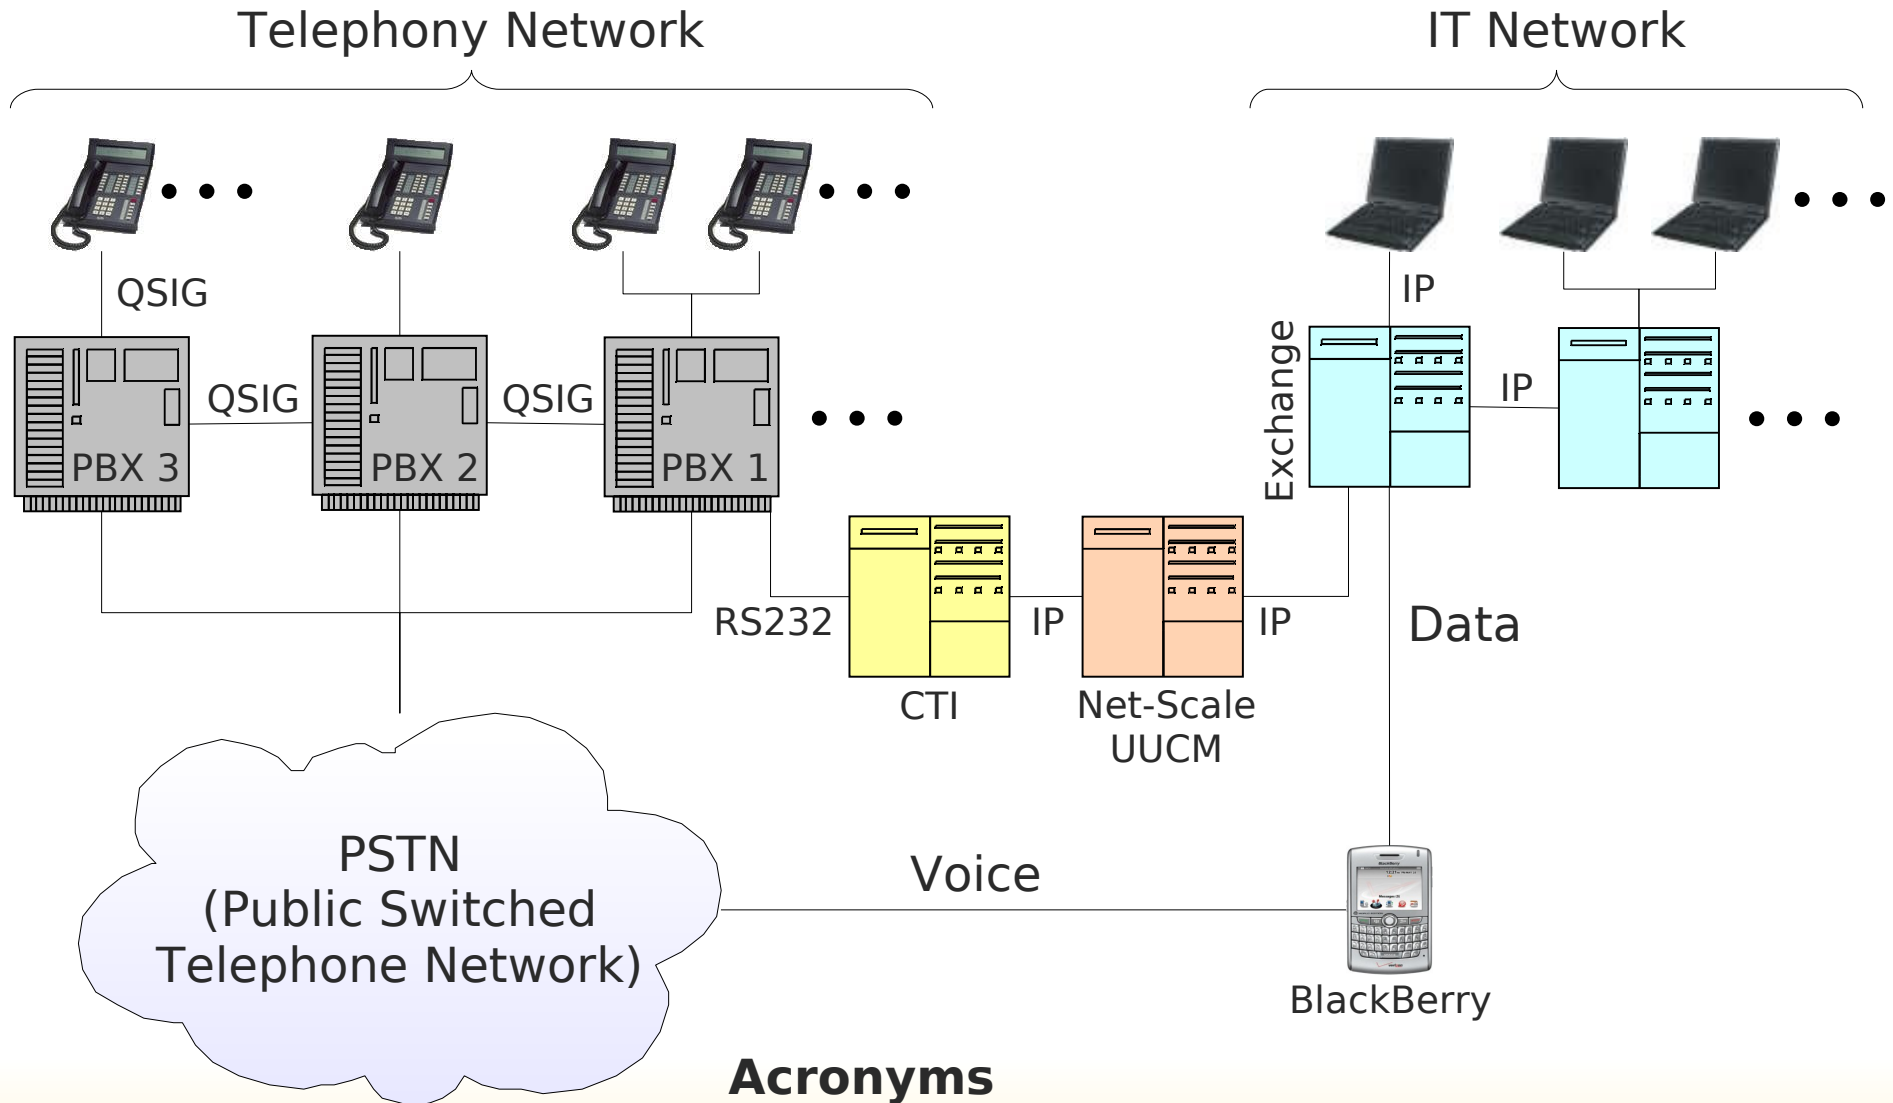 Telephony Network
IT Network
QSIG
IP
Exchange
QSIG
QSIG
IP
PBX 3
PBX 2
PBX 1
RS232
IP
IP
Data
CTI
Net-Scale
UUCM
PSTN
(Public Switched
Telephone Network)
Voice
BlackBerry
Acronyms